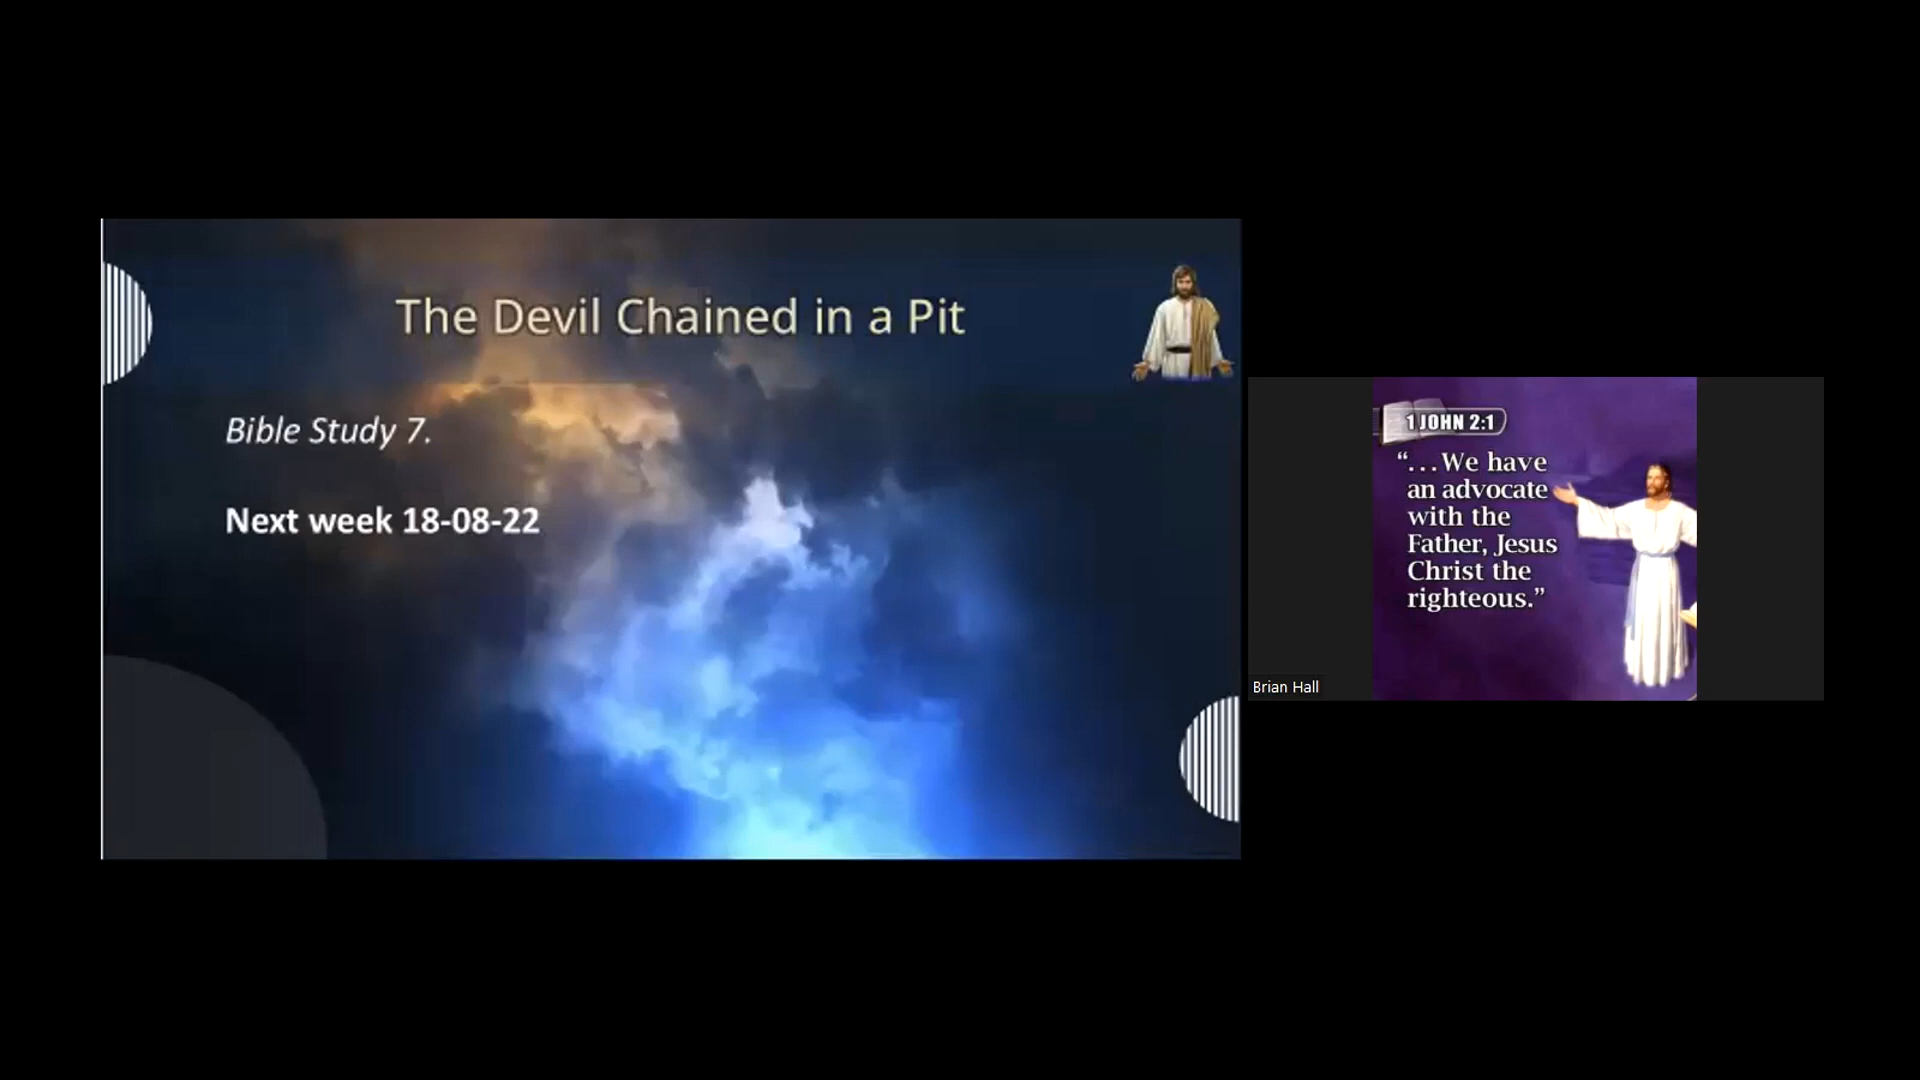 The Devil Chained in a Pit
Bible Study 7.
Next week 18-08-22
1 JOHN 2:1
“...We have
an advocate
with the
Father, Jesus
Christ the
righteous.”
Brian Hall